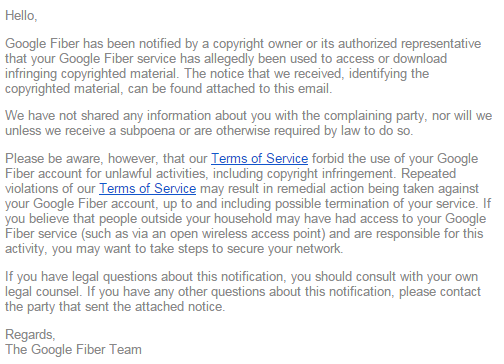 Hello,
Google Fiber has been notified by a copyright owner or its authorized representative
that your Google Fiber service has allegedly been used to access or download
infringing copyrighted material. The notice that we received, identifying the
copyrighted material, can be found attached to this email.
We have not shared any information about you with the complaining party, nor will we
unless we receive a subpoena or are otherwise required by law to do so.
Please be aware, however, that our Terms of Service forbid the use of your Google
Fiber account for unlawful activities, including copyright infringement. Repeated
violations of our Terms of Service may result in remedial action being taken against
your Google Fiber account, up to and including possible termination of your service. If
you believe that people outside your household may have had access to your Google
Fiber service (such as via an open wireless access point) and are responsible for this
activity, you may want to take steps to secure your network.
If you have legal questions about this notification, you should consult with your own
legal counsel. If you have any other questions about this notification, please contact
the party that sent the attached notice.
Regards,
The Google Fiber Team